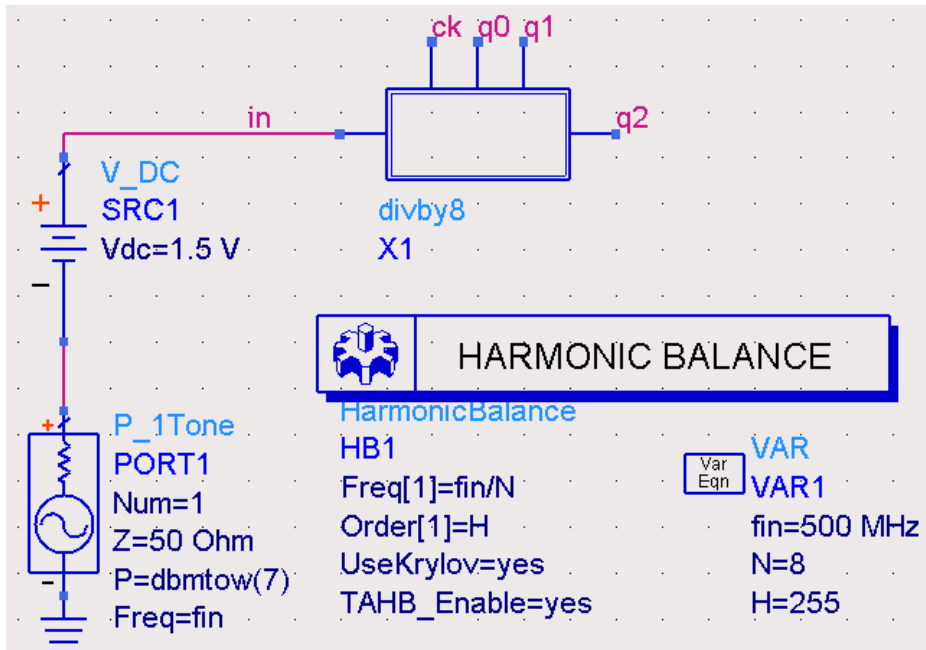 ck q0 q1
in
q2
+
V_DC
SRC1
Vdc=1.5 V
−
divby8
X1
HARMONIC BALANCE
HarmonicBalance
HB1
Freq[1]=fin/N
Order[1]=H
UseKrylov=yes
TAHB_Enable=yes
+
P_1Tone
PORT1
Num=1
Z=50 Ohm
P=dbmtow(7)
Freq=fin
-
Var
Eqn
VAR
VAR1
fin=500 MHz
N=8
H=255